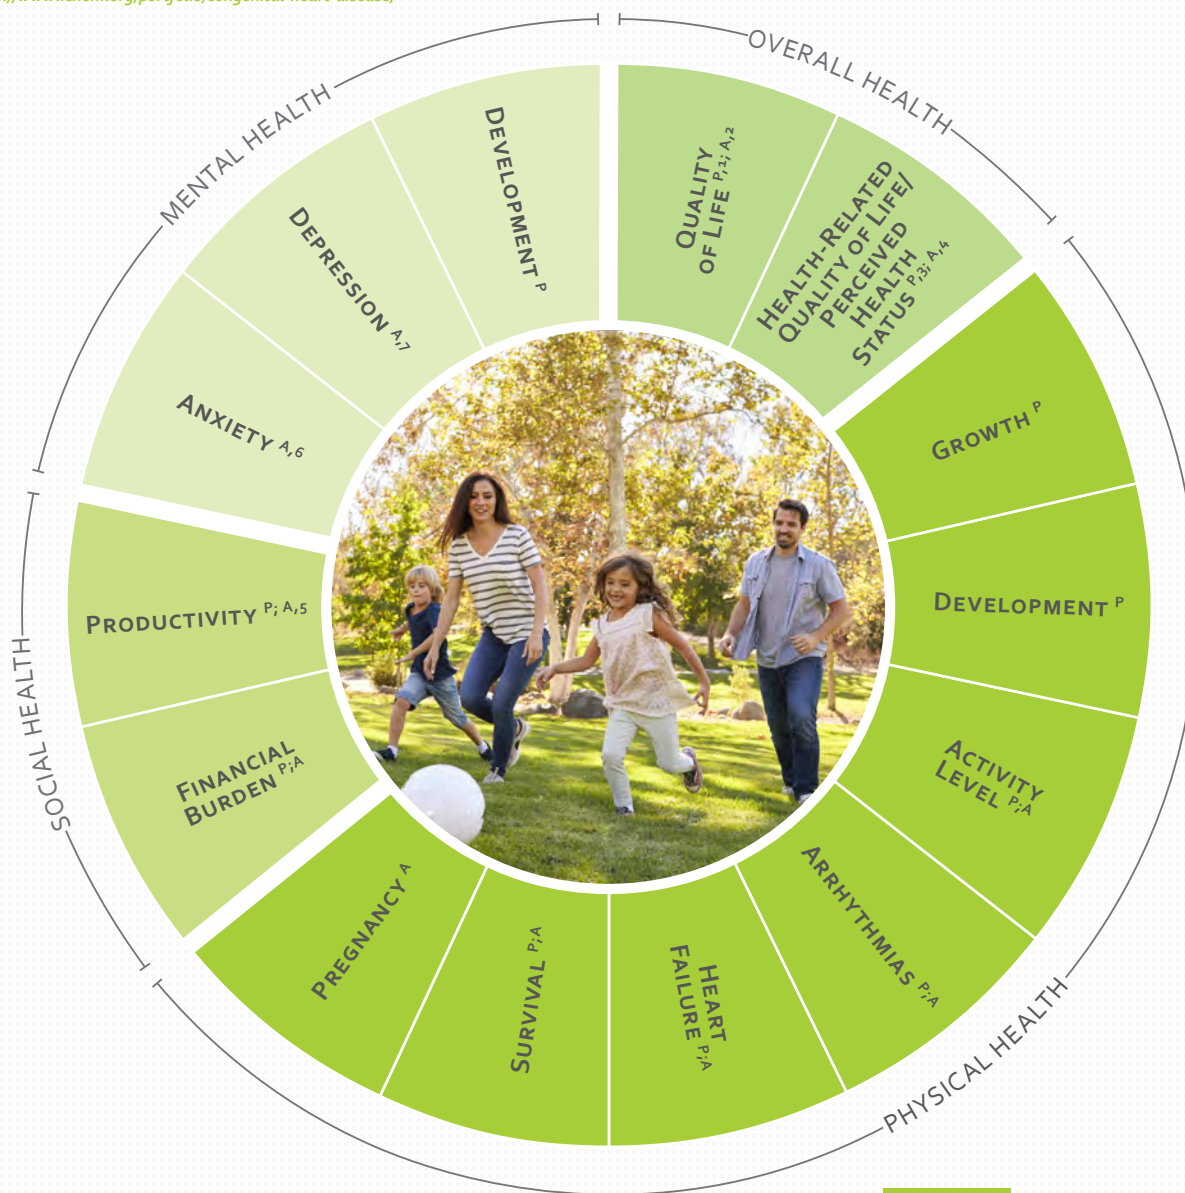 OVERALL HEALTH
QUALITY
OF LIFE P,1; A,2
HEALTH-RELATED
QUALITY OF LIFE/
PERCEIVED
HEALTH
STATUS P,3; A,4
PHYSICAL HEALTH
GROWTH P
DEVELOPMENT P
ACTIVITY
LEVEL P;A
ARRHYTHMIAS P;A
HEART
FAILURE P;A
SURVIVAL P;A
PREGNANCY A
SOCIAL HEALTH
FINANCIAL
BURDEN P;A
PRODUCTIVITY P; A,5
MENTAL HEALTH
ANXIETY A,6
DEPRESSION A,7
DEVELOPMENT P